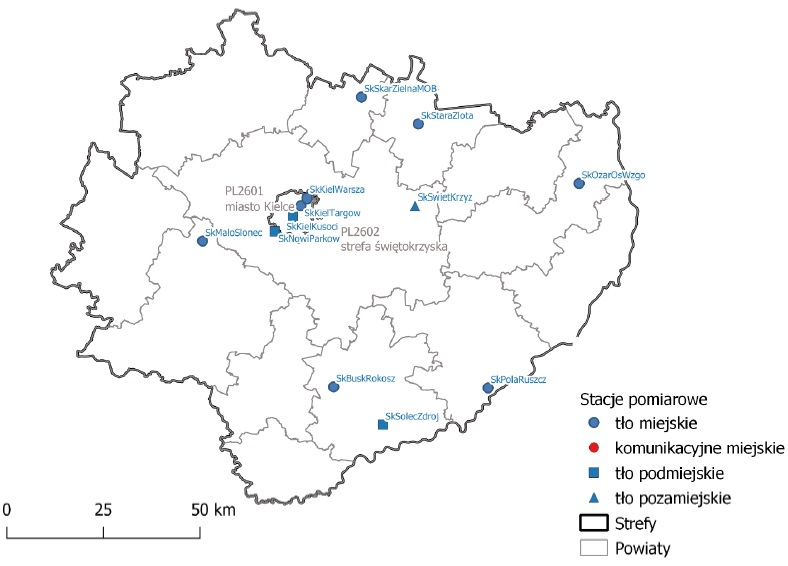 SkSkarZielnaMOB
SkStaraZlota
SkOzarOsWzgo
PL2601
miasto Kielce
SkKielWarsza
SkKielTargow
SkKielKusoci
SkNowiParkow
SkSwietKrzyz
PL2602
strefa świętokrzyska
SkMaloSlonec
SkBuskRokosz
SkPolaRuszcz
SkSolecZdroj
Stacje pomiarowe
tło miejskie
komunikacyjne miejskie
tło podmiejskie
tło pozamiejskie
Strefy
Powiaty
0 25 50 km